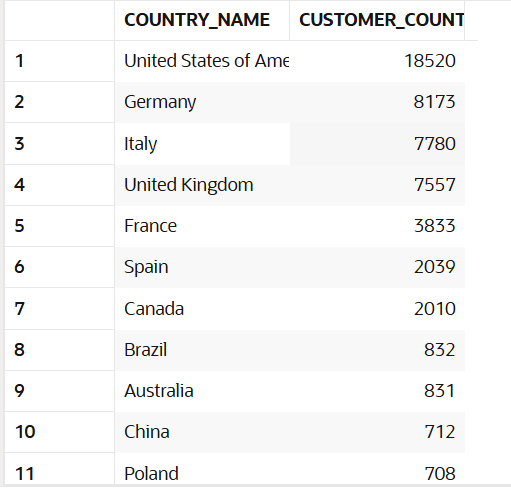 COUNTRY_NAME CUSTOMER_COUNT
1 United States of Ame 18520
2 Germany 8173
3 Italy 7780
4 United Kingdom 7557
5 France 3833
6 Spain 2039
7 Canada 2010
8 Brazil 832
9 Australia 831
10 China 712
11 Poland 708